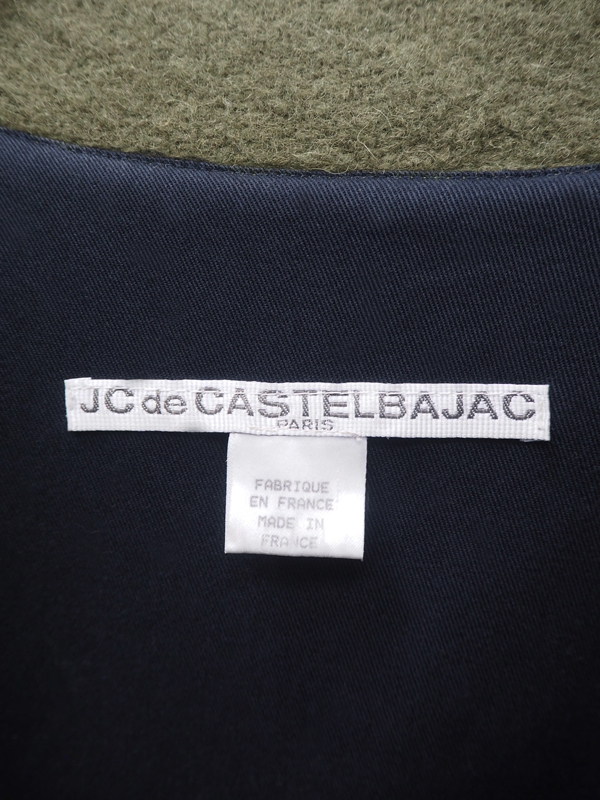 JC de CASTELBAJAC
PARIS
FABRIQUE
EN FRANCE
MADE IN
FRANCE